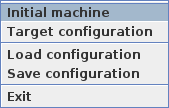 Initial machine
Target configuration
Load configuration
Save configuration
Exit